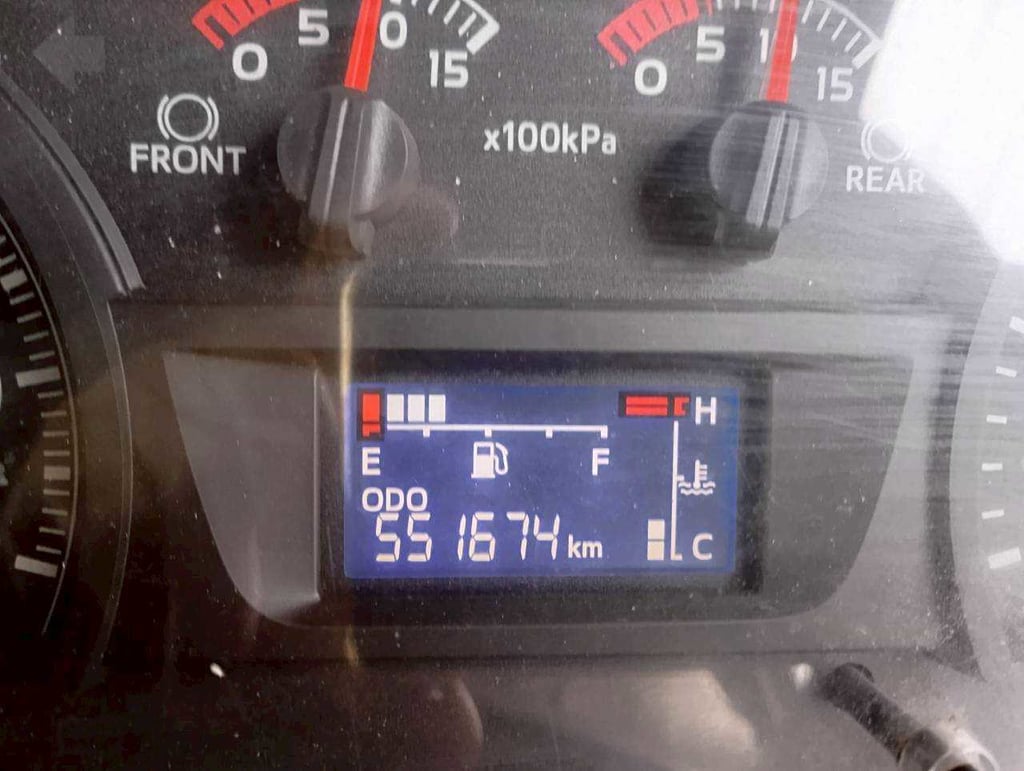 0 5 10 15
0 5 10 15
FRONT
x100kPa
REAR
H
E F
ODO
551674 km
C